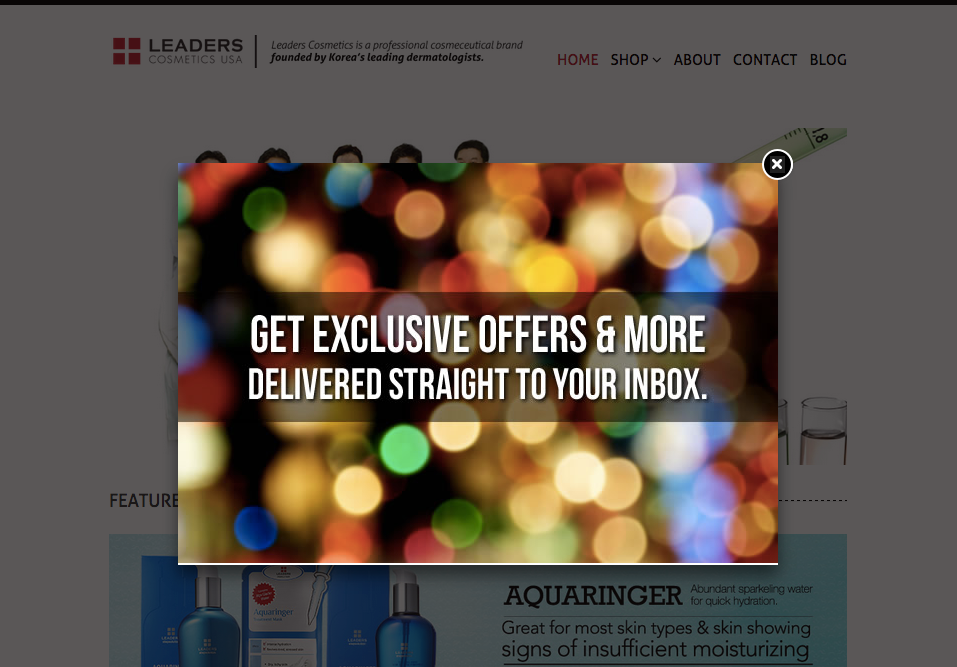 LEADERS
COSMETICS USA
Leaders Cosmetics is a professional cosmeceutical brand
founded by Korea's leading dermatologists.
HOME SHOP ABOUT CONTACT BLOG
GET EXCLUSIVE OFFERS & MORE
DELIVERED STRAIGHT TO YOUR INBOX.
FEATURE
Aquaringer
AQUARINGER Abundant sparkeling water
for quick hydration.
Great for most skin types & skin showing
signs of insufficient moisturizing